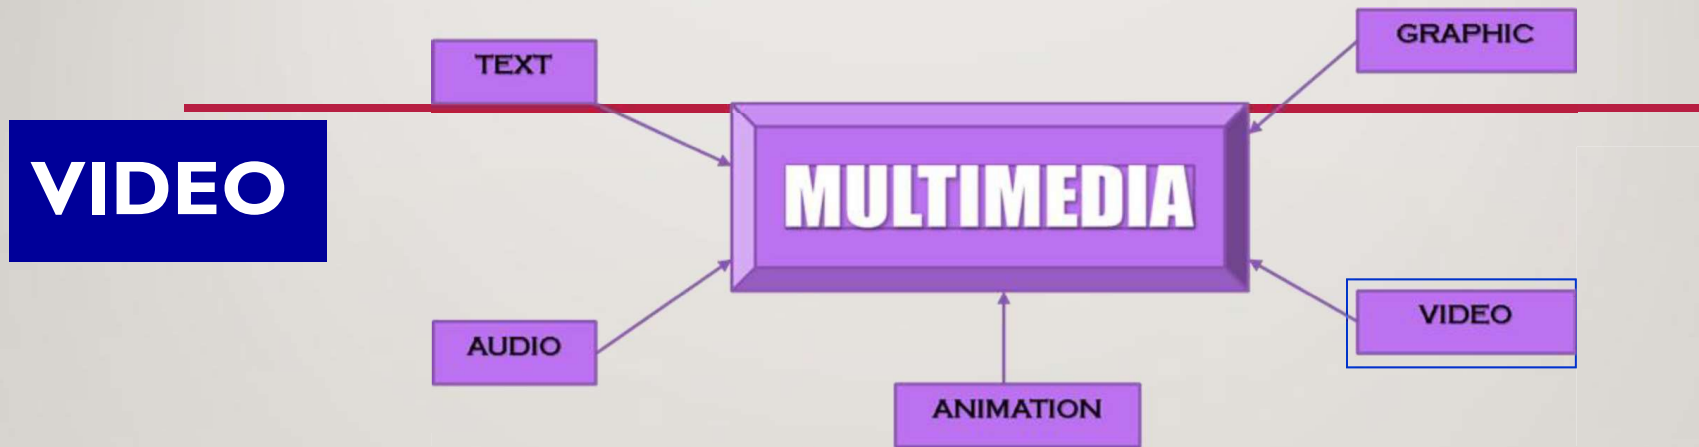 GRAPHIC
TEXT
VIDEO
MULTIMEDIA
VIDEO
AUDIO
ANIMATION